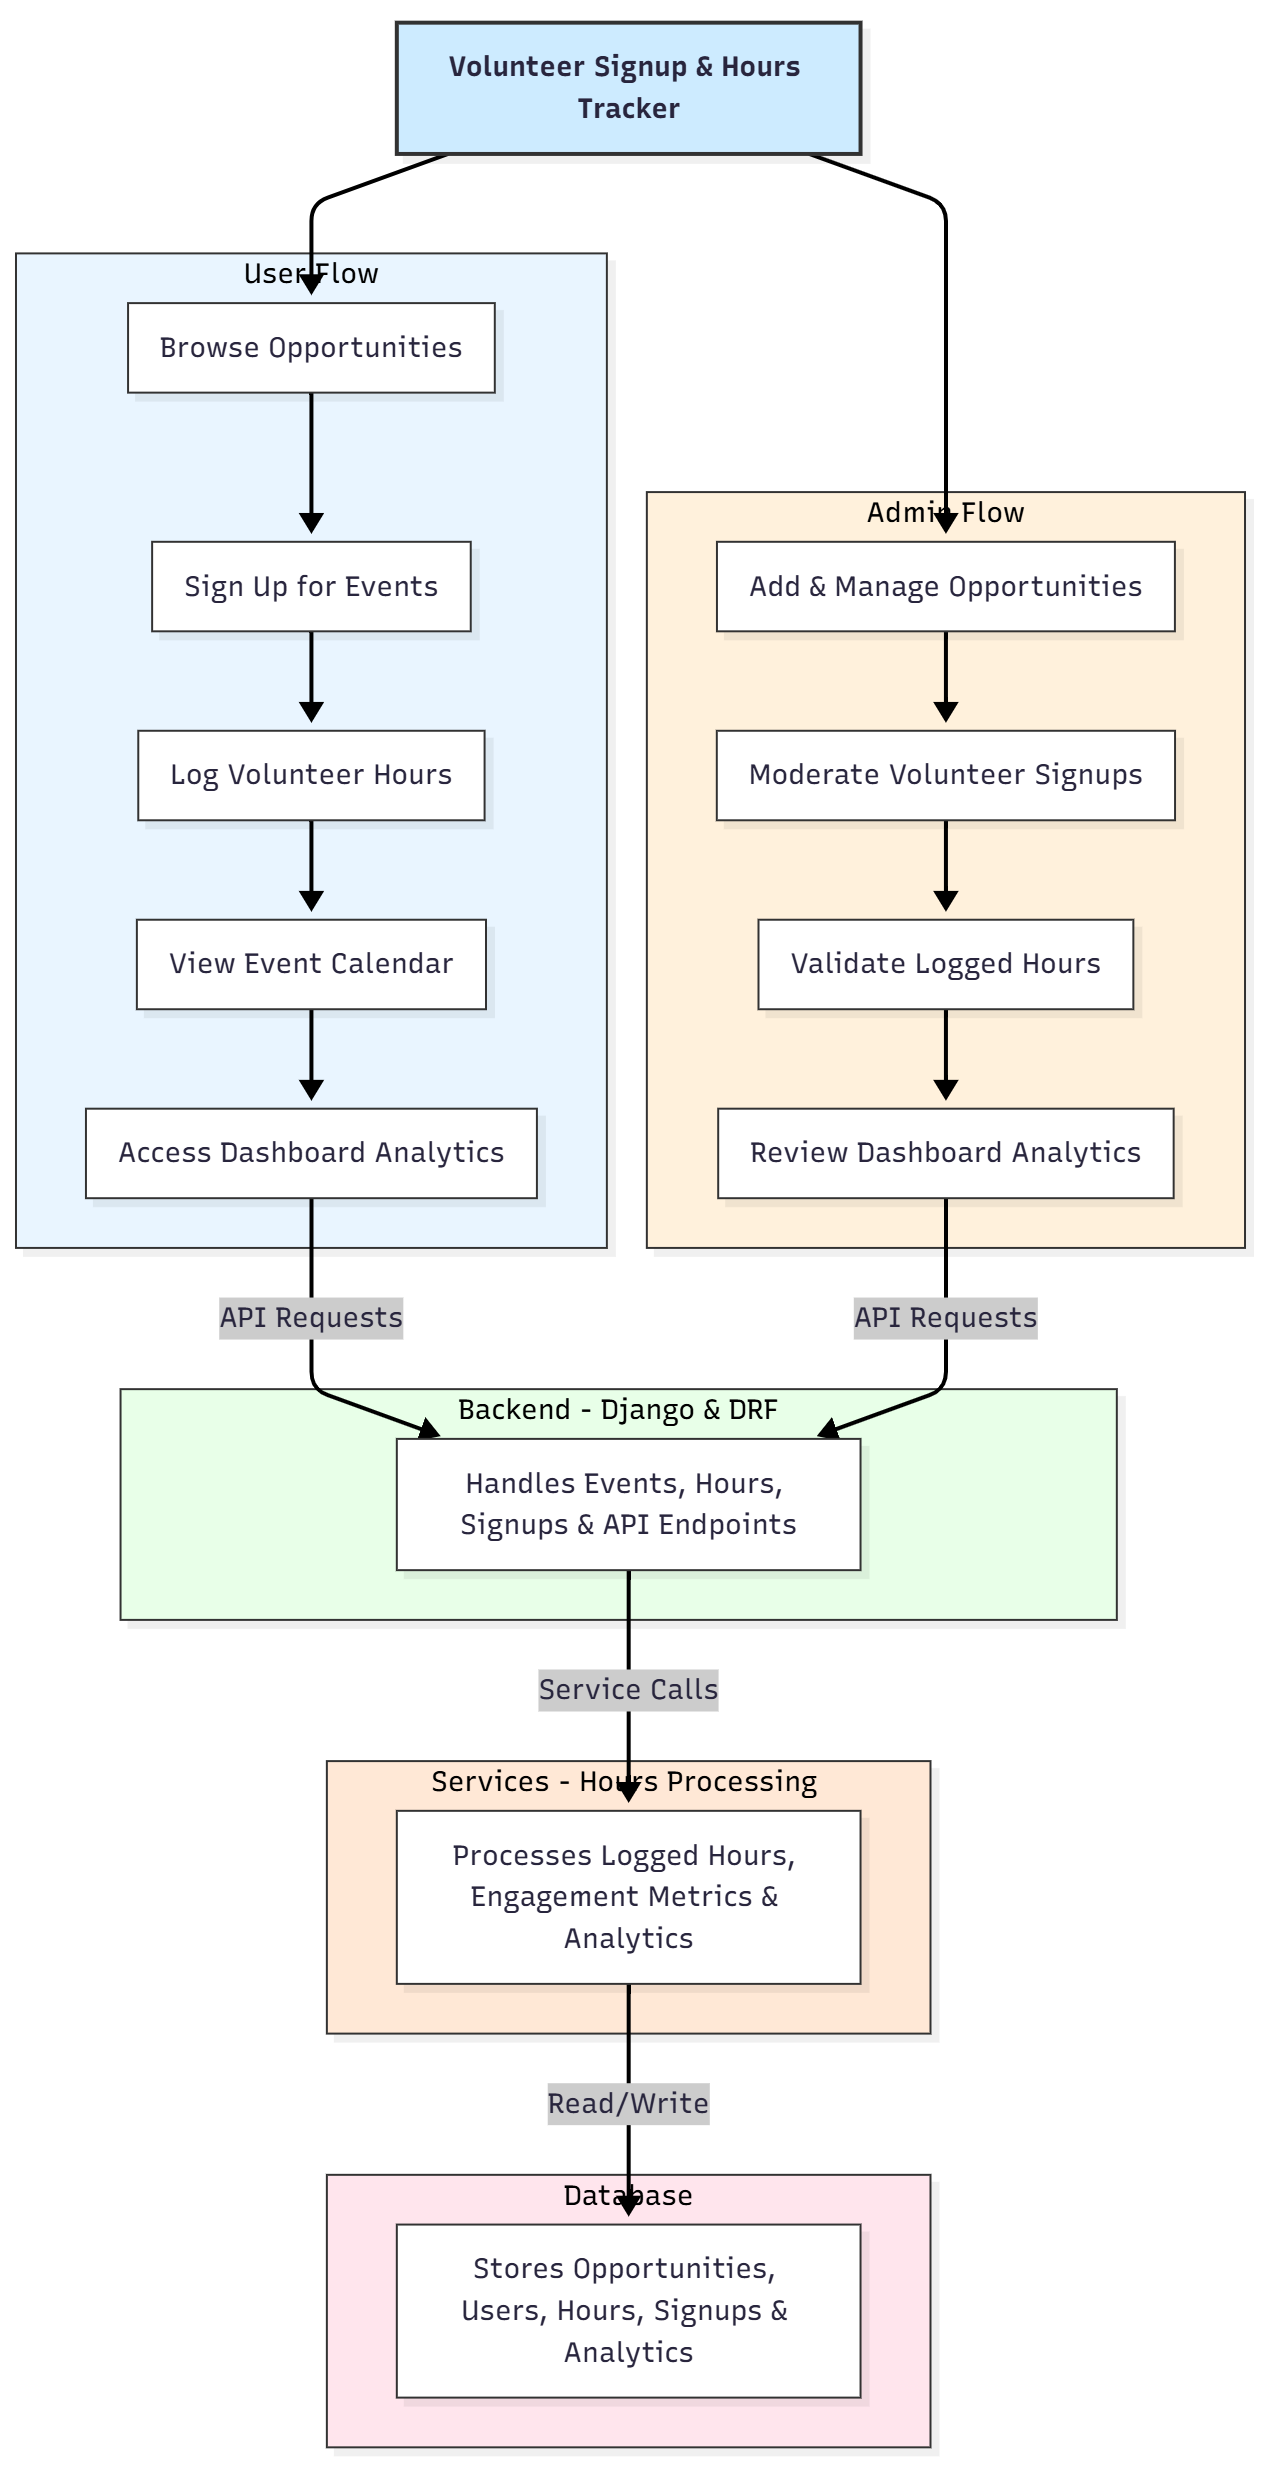 Volunteer Signup & Hours
Tracker
User Flow
Browse Opportunities
Sign Up for Events
Log Volunteer Hours
View Event Calendar
Access Dashboard Analytics
Admin Flow
Add & Manage Opportunities
Moderate Volunteer Signups
Validate Logged Hours
Review Dashboard Analytics
API Requests
API Requests
Backend - Django & DRF
Handles Events, Hours,
Signups & API Endpoints
Service Calls
Services - Hours Processing
Processes Logged Hours,
Engagement Metrics &
Analytics
Read/Write
Database
Stores Opportunities,
Users, Hours, Signups &
Analytics